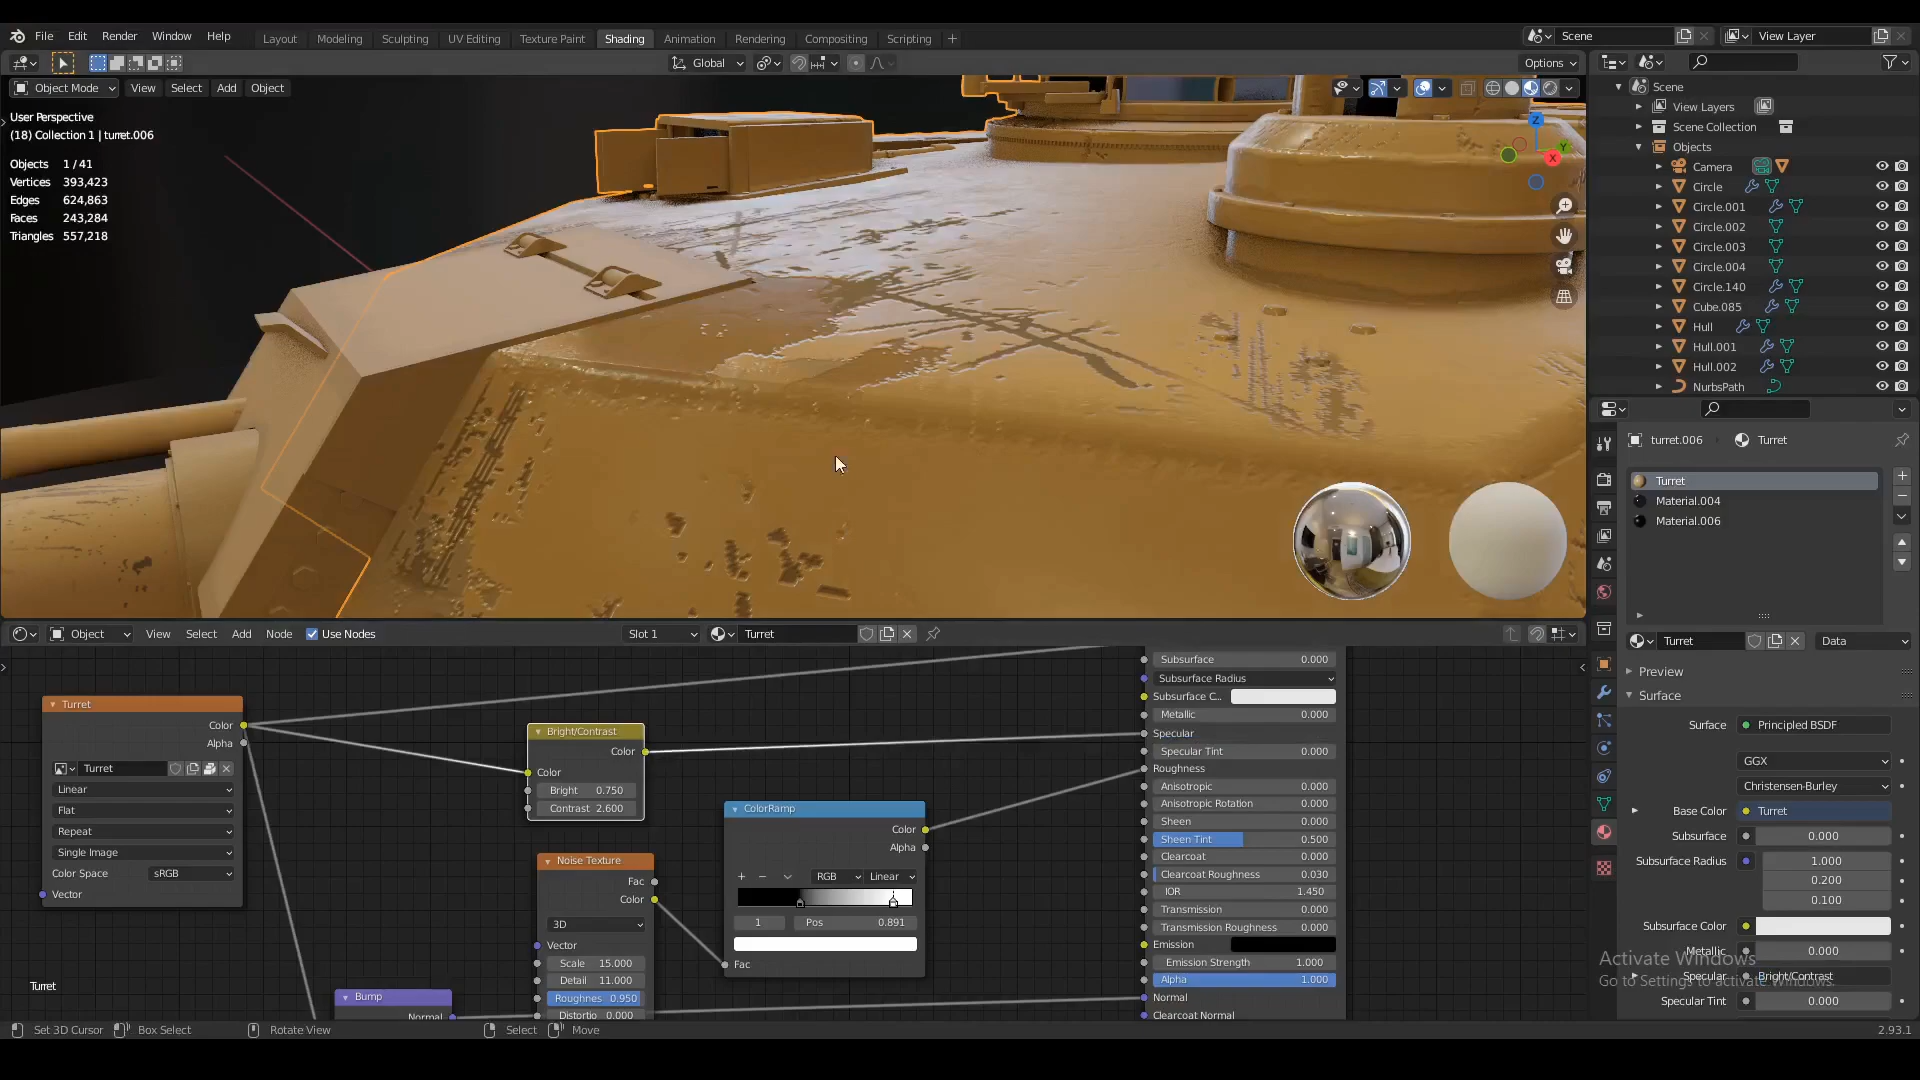 File Edit Render Window Help Layout Modeling Sculpting UV Editing Texture Paint Shading Animation Rendering Compositing Scripting + Scene View Layer
Global Options
Object Mode View Select Add Object
User Perspective
(18) Collection 1 | turret.006
Objects 1 / 41
Vertices 393,423
Edges 624,863
Faces 243,284
Triangles 557,218
Z
Y
X
Scene
View Layers
Scene Collection
Objects
Camera
Circle
Circle.001
Circle.002
Circle.003
Circle.004
Circle.140
Cube.085
Hull
Hull.001
Hull.002
NurbsPath
turret.006 Turret
Turret
Material.004
Material.006
Turret Data
Preview
Surface
Surface Principled BSDF
GGX
Christensen-Burley
Base Color Turret
Subsurface 0.000
Subsurface Radius 1.000
0.200
0.100
Subsurface Color
Metallic 0.000
Specular Bright/Contrast
Specular Tint 0.000
Activate Windows
Go to Settings to activate Windows.
Object View Select Add Node Use Nodes Slot 1 Turret
Turret
Color
Alpha
Turret
Linear
Flat
Repeat
Single Image
Color Space sRGB
Vector
Bright/Contrast
Color
Color
Bright 0.750
Contrast 2.600
Noise Texture
Fac
Color
3D
Vector
Scale 15.000
Detail 11.000
Roughnes 0.950
Distortio 0.000
ColorRamp
Color
Alpha
+ − RGB Linear
1 Pos 0.891
Fac
Bump
Normal
Subsurface 0.000
Subsurface Radius
Subsurface C...
Metallic 0.000
Specular
Specular Tint 0.000
Roughness
Anisotropic 0.000
Anisotropic Rotation 0.000
Sheen 0.000
Sheen Tint 0.500
Clearcoat 0.000
Clearcoat Roughness 0.030
IOR 1.450
Transmission 0.000
Transmission Roughness 0.000
Emission
Emission Strength 1.000
Alpha 1.000
Normal
Clearcoat Normal
Turret
Set 3D Cursor Box Select Rotate View Select Move 2.93.1